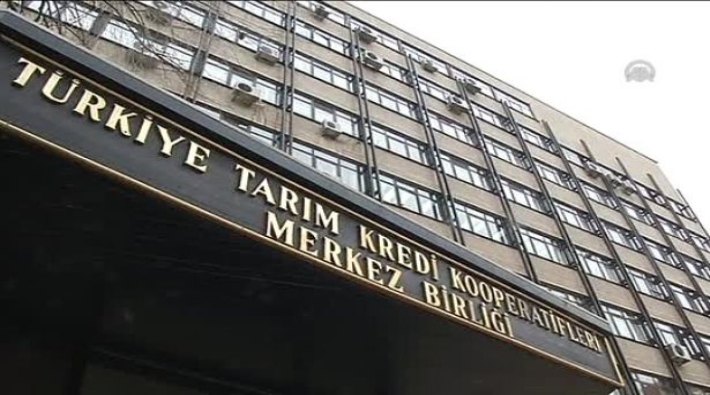 TÜRKİYE TARIM KREDİ KOOPERATİFLERİ
MERKEZ BİRLİĞİ